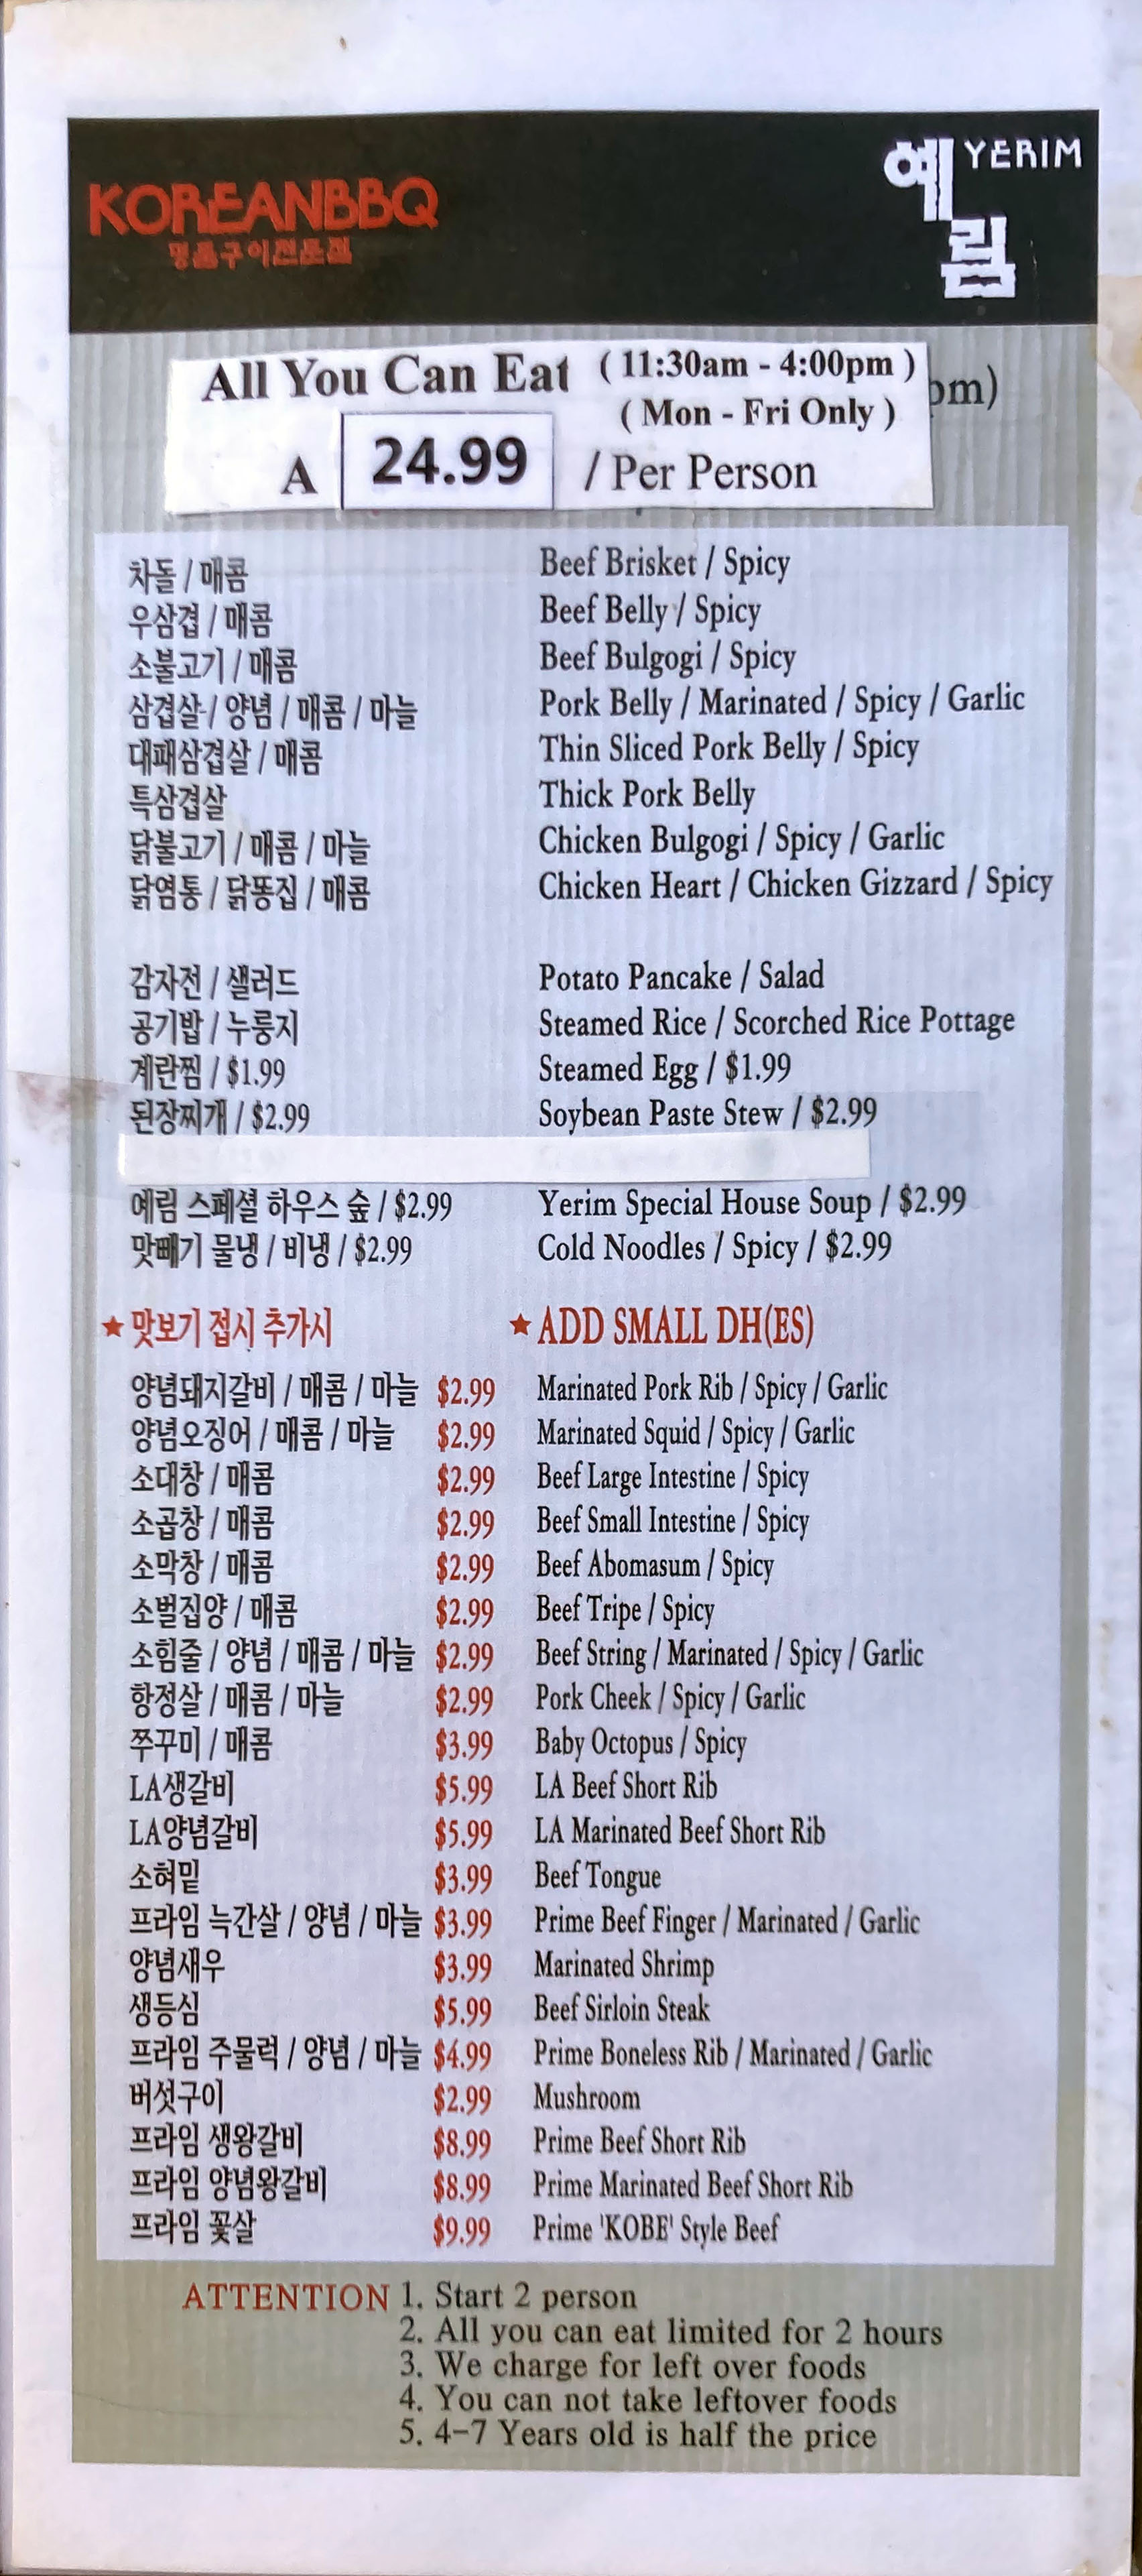 KOREANBBQ
명품구이전문점
예림 YERIM
All You Can Eat ( 11:30am - 4:00pm )
( Mon - Fri Only )
pm)
A 24.99 / Per Person
차돌 / 매콤 Beef Brisket / Spicy
우삼겹 / 매콤 Beef Belly / Spicy
소불고기 / 매콤 Beef Bulgogi / Spicy
삼겹살 / 양념 / 매콤 / 마늘 Pork Belly / Marinated / Spicy / Garlic
대패삼겹살 / 매콤 Thin Sliced Pork Belly / Spicy
특삼겹살 Thick Pork Belly
닭불고기 / 매콤 / 마늘 Chicken Bulgogi / Spicy / Garlic
닭염통 / 닭똥집 / 매콤 Chicken Heart / Chicken Gizzard / Spicy
감자전 / 샐러드 Potato Pancake / Salad
공기밥 / 누룽지 Steamed Rice / Scorched Rice Pottage
계란찜 / $1.99 Steamed Egg / $1.99
된장찌개 / $2.99 Soybean Paste Stew / $2.99
예림 스페셜 하우스 숲 / $2.99 Yerim Special House Soup / $2.99
맛빼기 물냉 / 비냉 / $2.99 Cold Noodles / Spicy / $2.99
★ 맛보기 접시 추가시 ★ ADD SMALL DH(ES)
양념돼지갈비 / 매콤 / 마늘 $2.99 Marinated Pork Rib / Spicy / Garlic
양념오징어 / 매콤 / 마늘 $2.99 Marinated Squid / Spicy / Garlic
소대창 / 매콤 $2.99 Beef Large Intestine / Spicy
소곱창 / 매콤 $2.99 Beef Small Intestine / Spicy
소막창 / 매콤 $2.99 Beef Abomasum / Spicy
소벌집양 / 매콤 $2.99 Beef Tripe / Spicy
소힘줄 / 양념 / 매콤 / 마늘 $2.99 Beef String / Marinated / Spicy / Garlic
항정살 / 매콤 / 마늘 $2.99 Pork Cheek / Spicy / Garlic
쭈꾸미 / 매콤 $3.99 Baby Octopus / Spicy
LA생갈비 $5.99 LA Beef Short Rib
LA양념갈비 $5.99 LA Marinated Beef Short Rib
소혀밑 $3.99 Beef Tongue
프라임 늑간살 / 양념 / 마늘 $3.99 Prime Beef Finger / Marinated / Garlic
양념새우 $3.99 Marinated Shrimp
생등심 $5.99 Beef Sirloin Steak
프라임 주물럭 / 양념 / 마늘 $4.99 Prime Boneless Rib / Marinated / Garlic
버섯구이 $2.99 Mushroom
프라임 생왕갈비 $8.99 Prime Beef Short Rib
프라임 양념왕갈비 $8.99 Prime Marinated Beef Short Rib
프라임 꽃살 $9.99 Prime 'KOBE' Style Beef
ATTENTION 1. Start 2 person
2. All you can eat limited for 2 hours
3. We charge for left over foods
4. You can not take leftover foods
5. 4-7 Years old is half the price